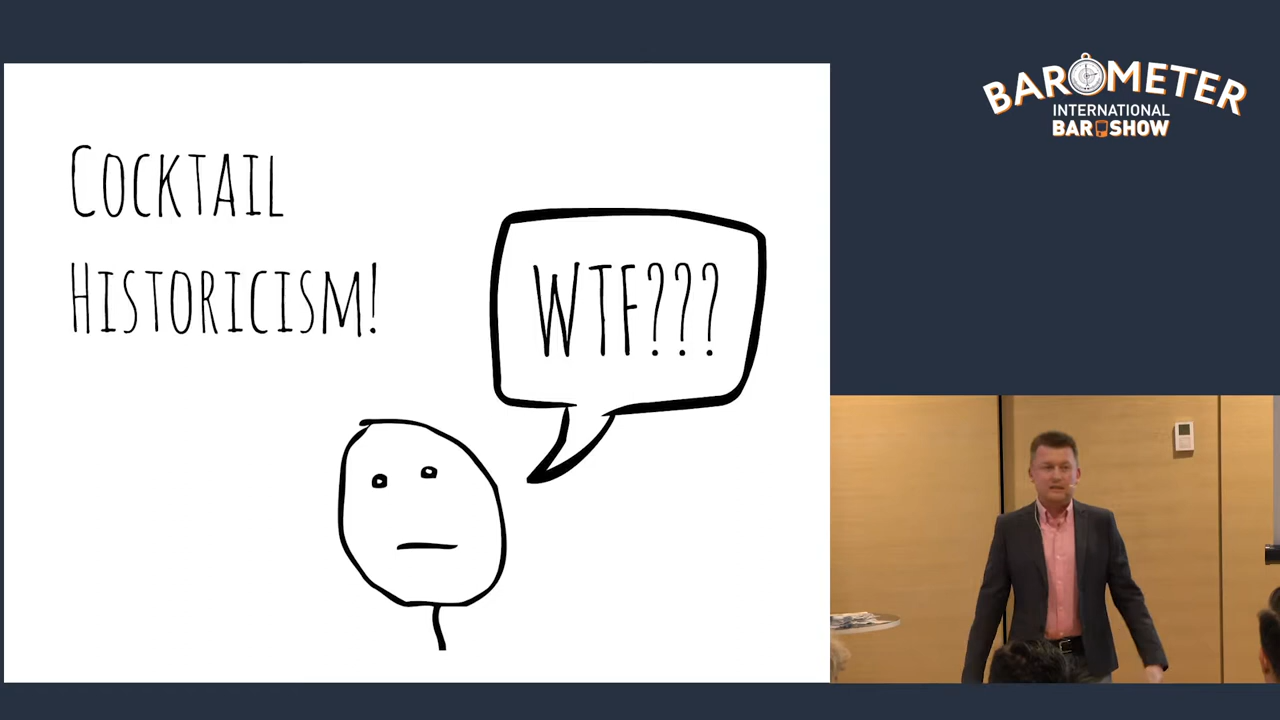 Cocktail
Historicism!
WTF???
BAROMETER
INTERNATIONAL
BAR SHOW